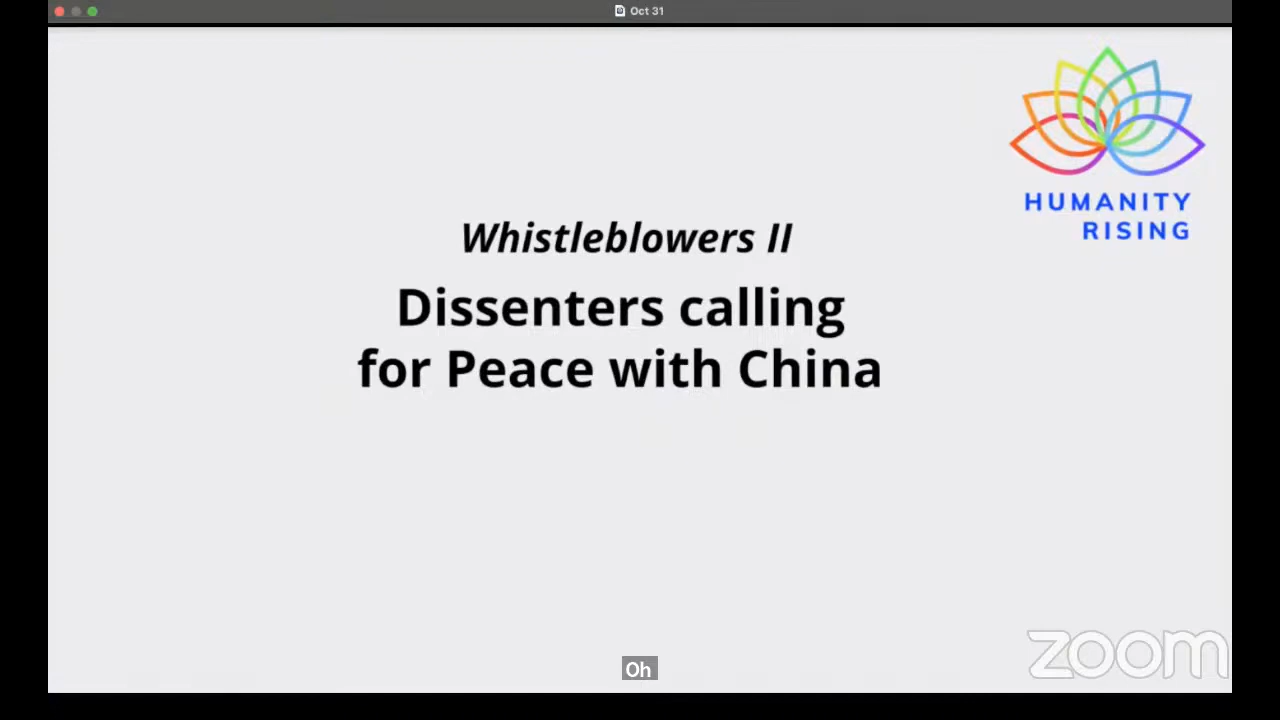 Oct 31
HUMANITY
RISING
Whistleblowers II
Dissenters calling
for Peace with China
zoom
Oh